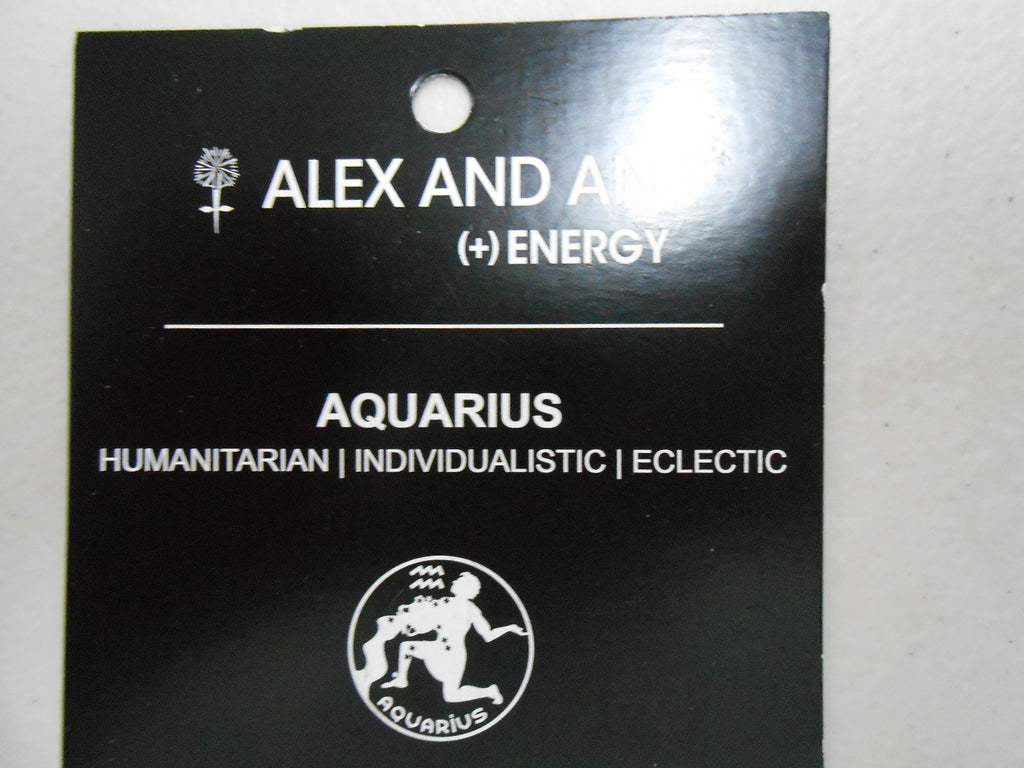 ALEX AND
(+) ENERGY
AQUARIUS
HUMANITARIAN | INDIVIDUALISTIC | ECLECTIC
AQUARIUS